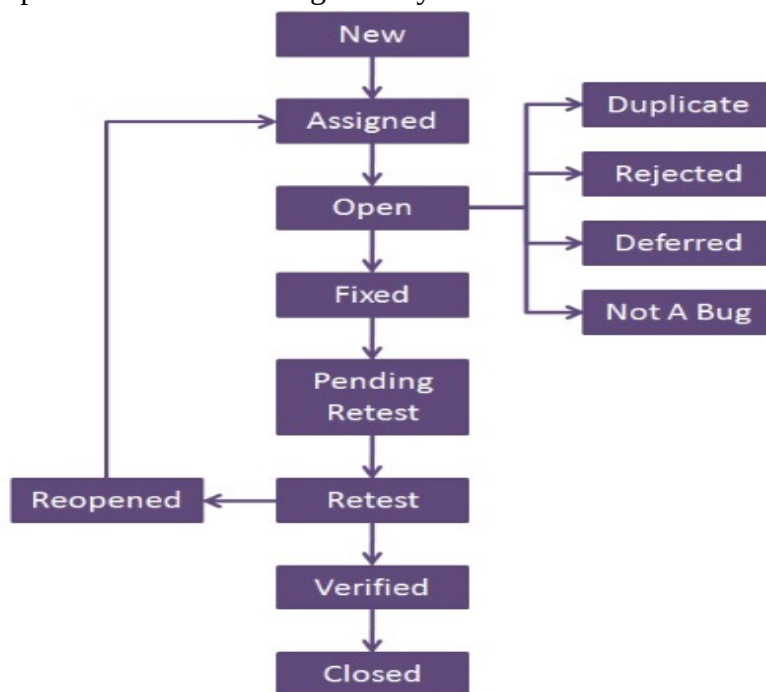 New
Assigned
Duplicate
Open
Rejected
Deferred
Fixed
Not A Bug
Pending
Retest
Reopened
Retest
Verified
Closed